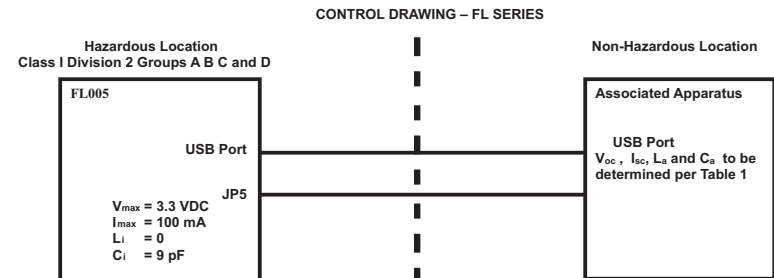 CONTROL DRAWING – FL SERIES
Hazardous Location
Class I Division 2 Groups A B C and D
Non-Hazardous Location
FL005
USB Port
JP5
Vmax = 3.3 VDC
Imax = 100 mA
Li = 0
Ci = 9 pF
Associated Apparatus
USB Port
Voc , Isc, La and Ca to be
determined per Table 1